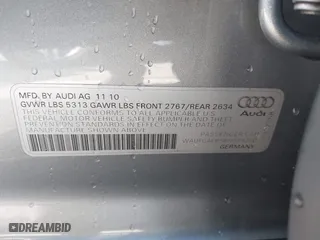 MFD. BY AUDI AG 11 10
GVWR LBS 5313 GAWR LBS FRONT 2767/REAR 2634
THIS VEHICLE CONFORMS TO ALL APPLICABLE U.S.
FEDERAL MOTOR VEHICLE SAFETY BUMPER AND THEFT
PREVENTION STANDARDS IN EFFECT ON THE DATE OF
MANUFACTURE SHOWN ABOVE
Audi
GERMANY
DREAMBID